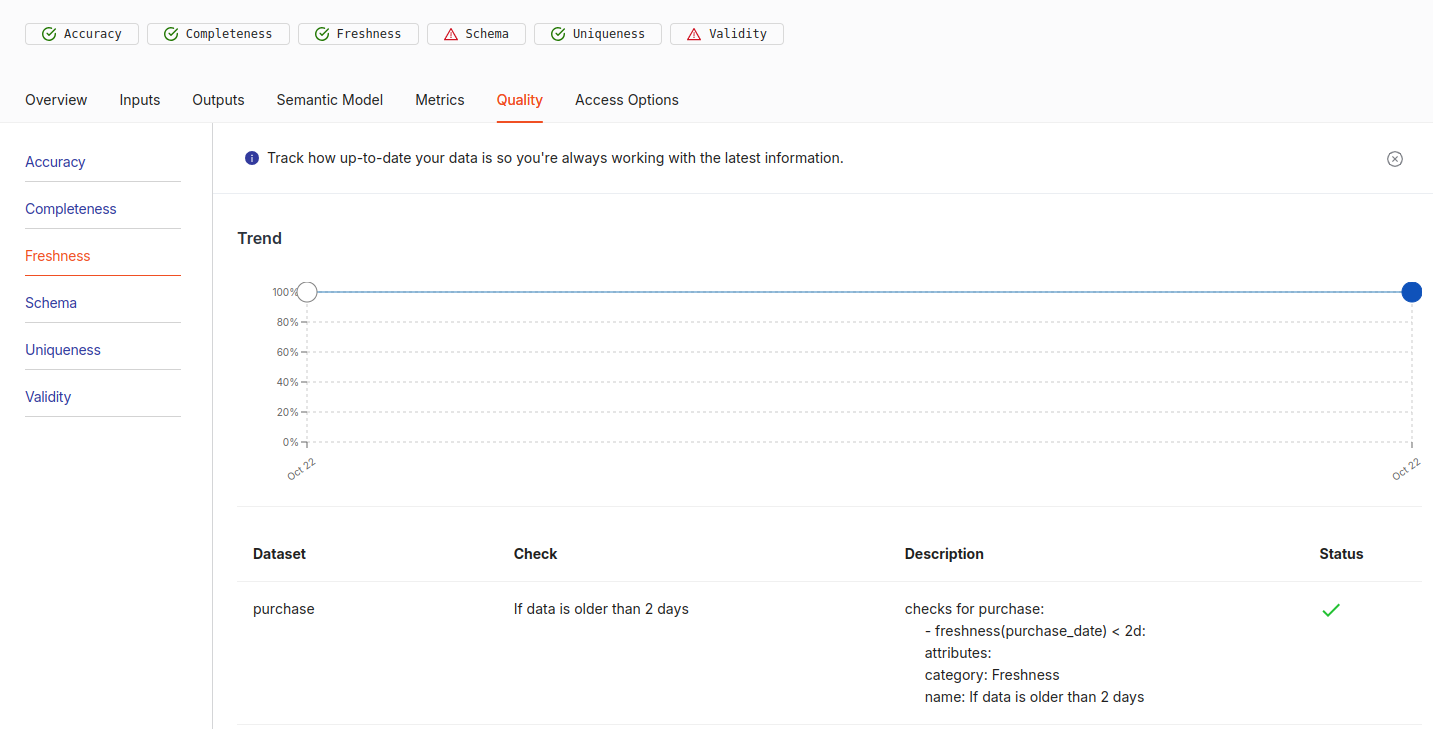 Accuracy Completeness Freshness Schema Uniqueness Validity
Overview Inputs Outputs Semantic Model Metrics Quality Access Options
Accuracy
Completeness
Freshness
Schema
Uniqueness
Validity
Track how up-to-date your data is so you're always working with the latest information.
Trend
100%
80%
60%
40%
20%
0%
Oct 22 Oct 22
Dataset Check Description Status
purchase If data is older than 2 days checks for purchase:
- freshness(purchase_date) < 2d:
attributes:
category: Freshness
name: If data is older than 2 days